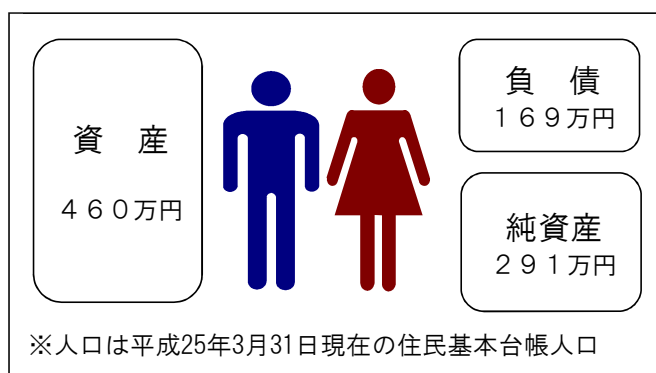 資　産
４６０万円
負　債
１６９万円
純資産
２９１万円
※人口は平成25年3月31日現在の住民基本台帳人口